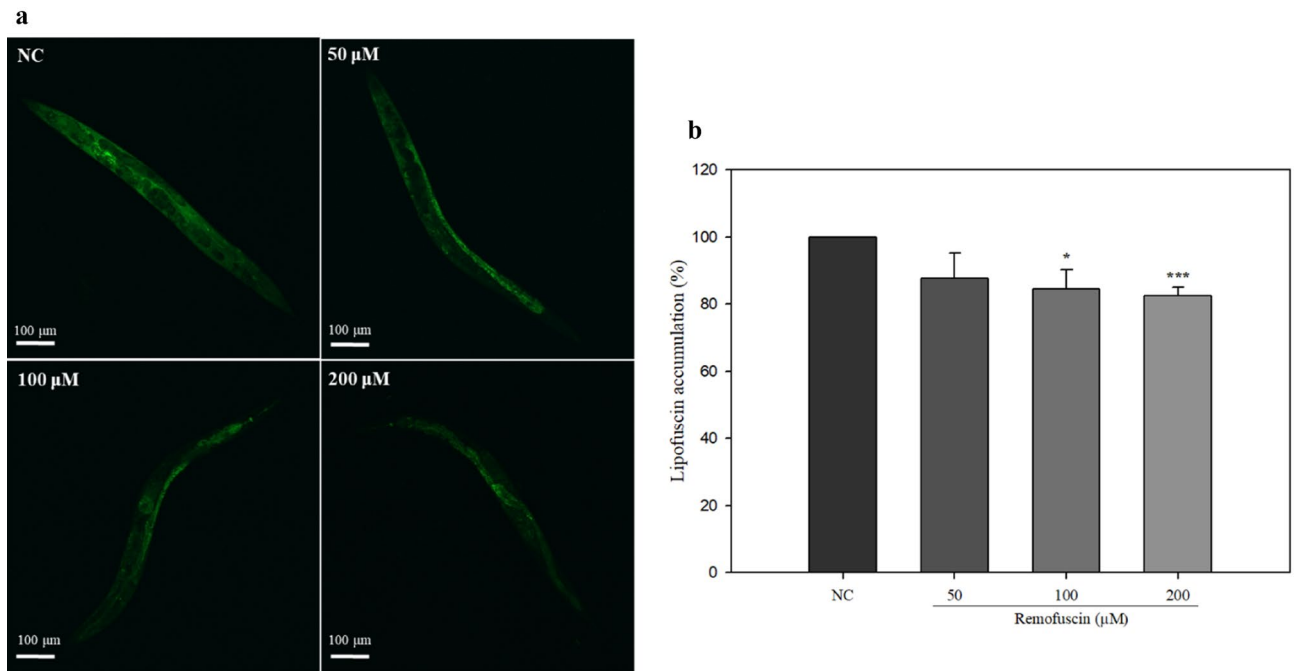 a
NC
50 μM
100 μm
100 μm
100 μM
200 μM
100 μm
100 μm
b
120
100
80
60
40
20
0
Lipofuscin accumulation (%)
*
***
NC
50
100
200
Remofuscin (μM)